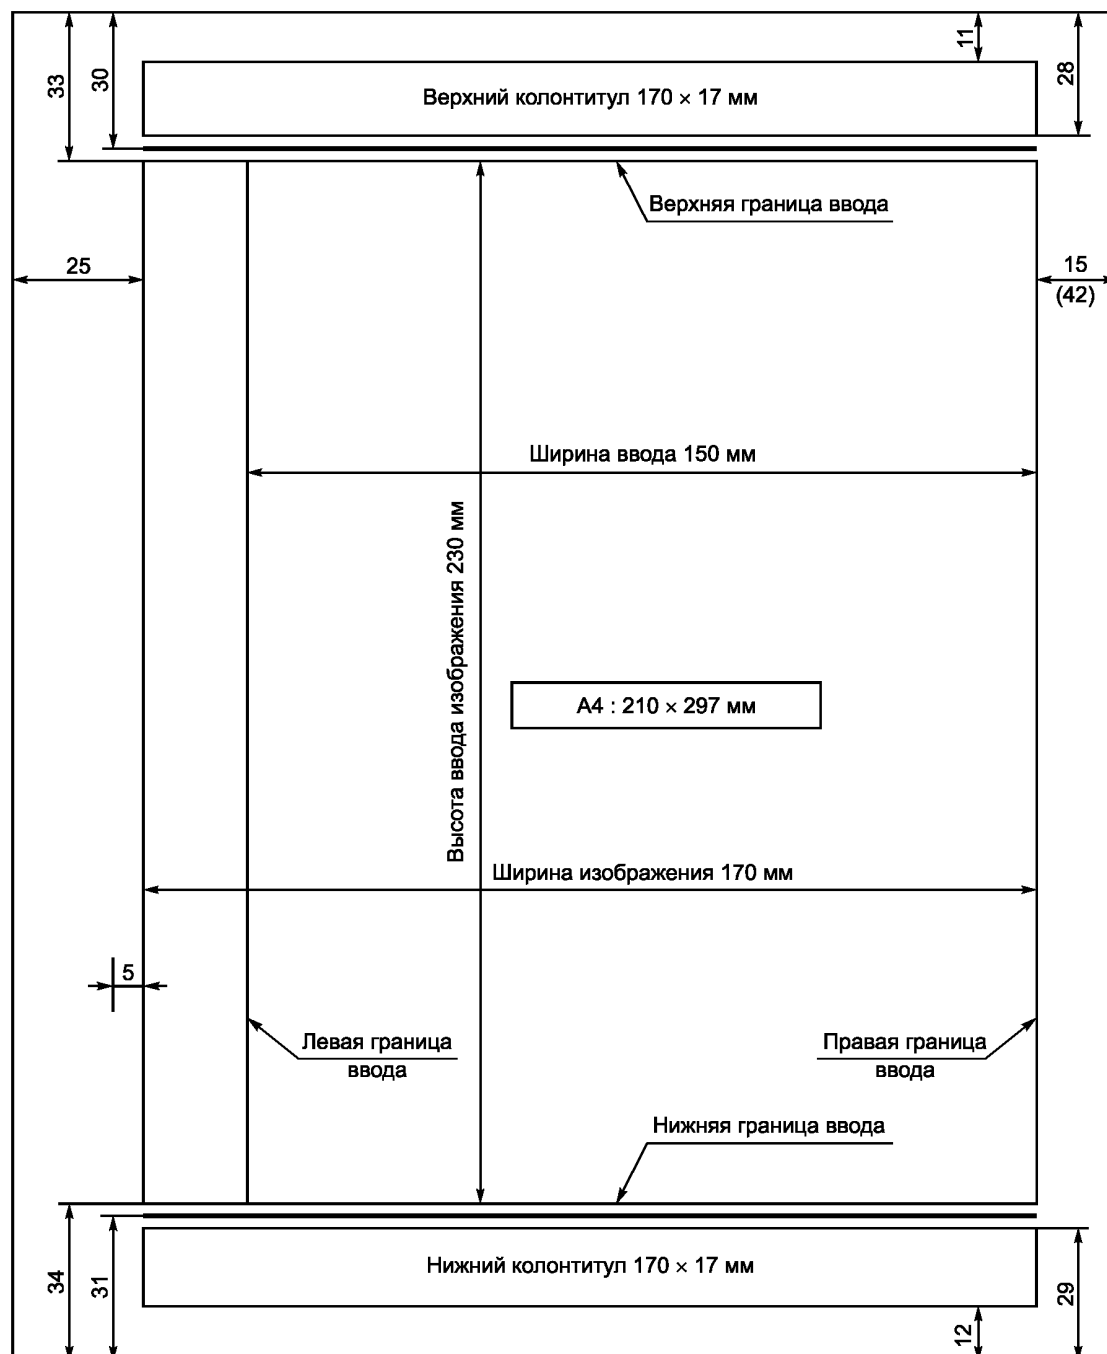 33
30
11
28
Верхний колонтитул 170 × 17 мм
Верхняя граница ввода
25
15
(42)
Ширина ввода 150 мм
Высота ввода изображения 230 мм
А4 : 210 × 297 мм
Ширина изображения 170 мм
5
Левая граница
ввода
Правая граница
ввода
Нижняя граница ввода
34
31
Нижний колонтитул 170 × 17 мм
29
12